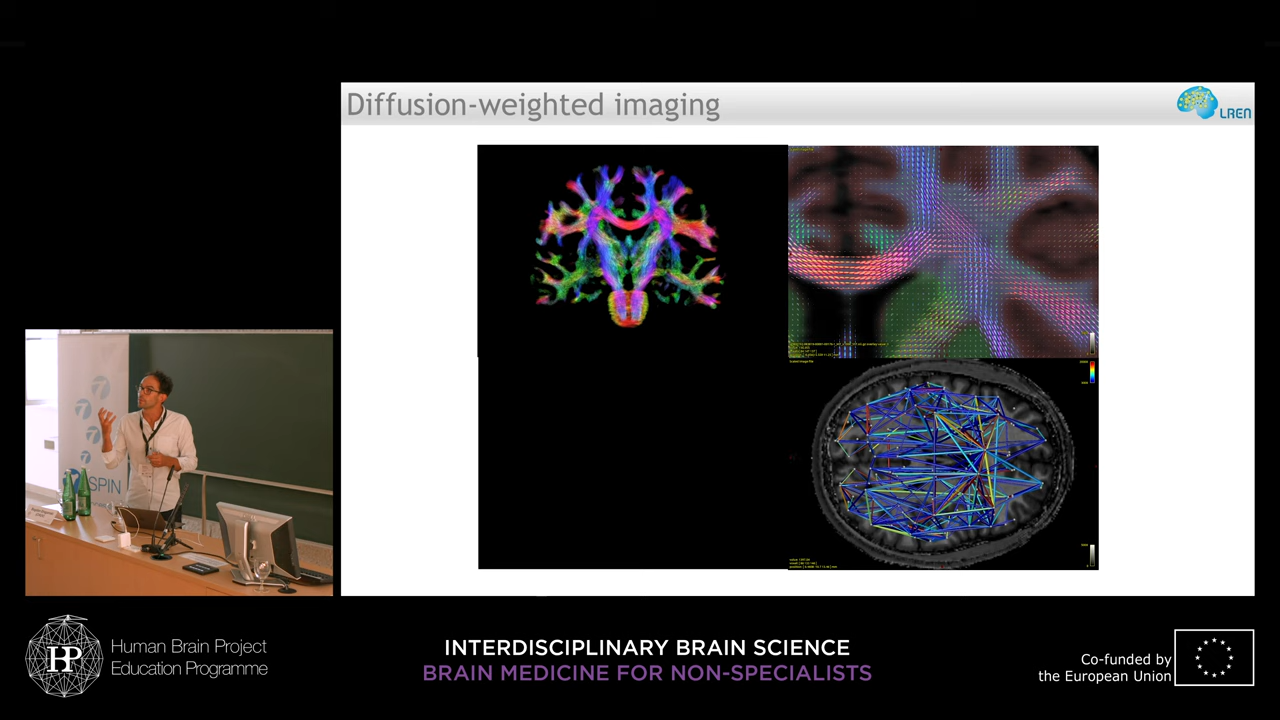 Diffusion-weighted imaging
LREN
SPIN
HP
Human Brain Project
Education Programme
INTERDISCIPLINARY BRAIN SCIENCE
BRAIN MEDICINE FOR NON-SPECIALISTS
Co-funded by
the European Union